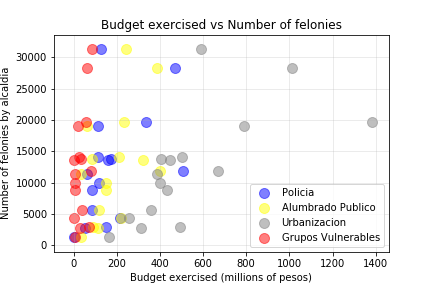 Budget exercised vs Number of felonies
Number of felonies by alcaldia
30000
25000
20000
15000
10000
5000
0
Policia
Alumbrado Publico
Urbanizacion
Grupos Vulnerables
0 200 400 600 800 1000 1200 1400
Budget exercised (millions of pesos)